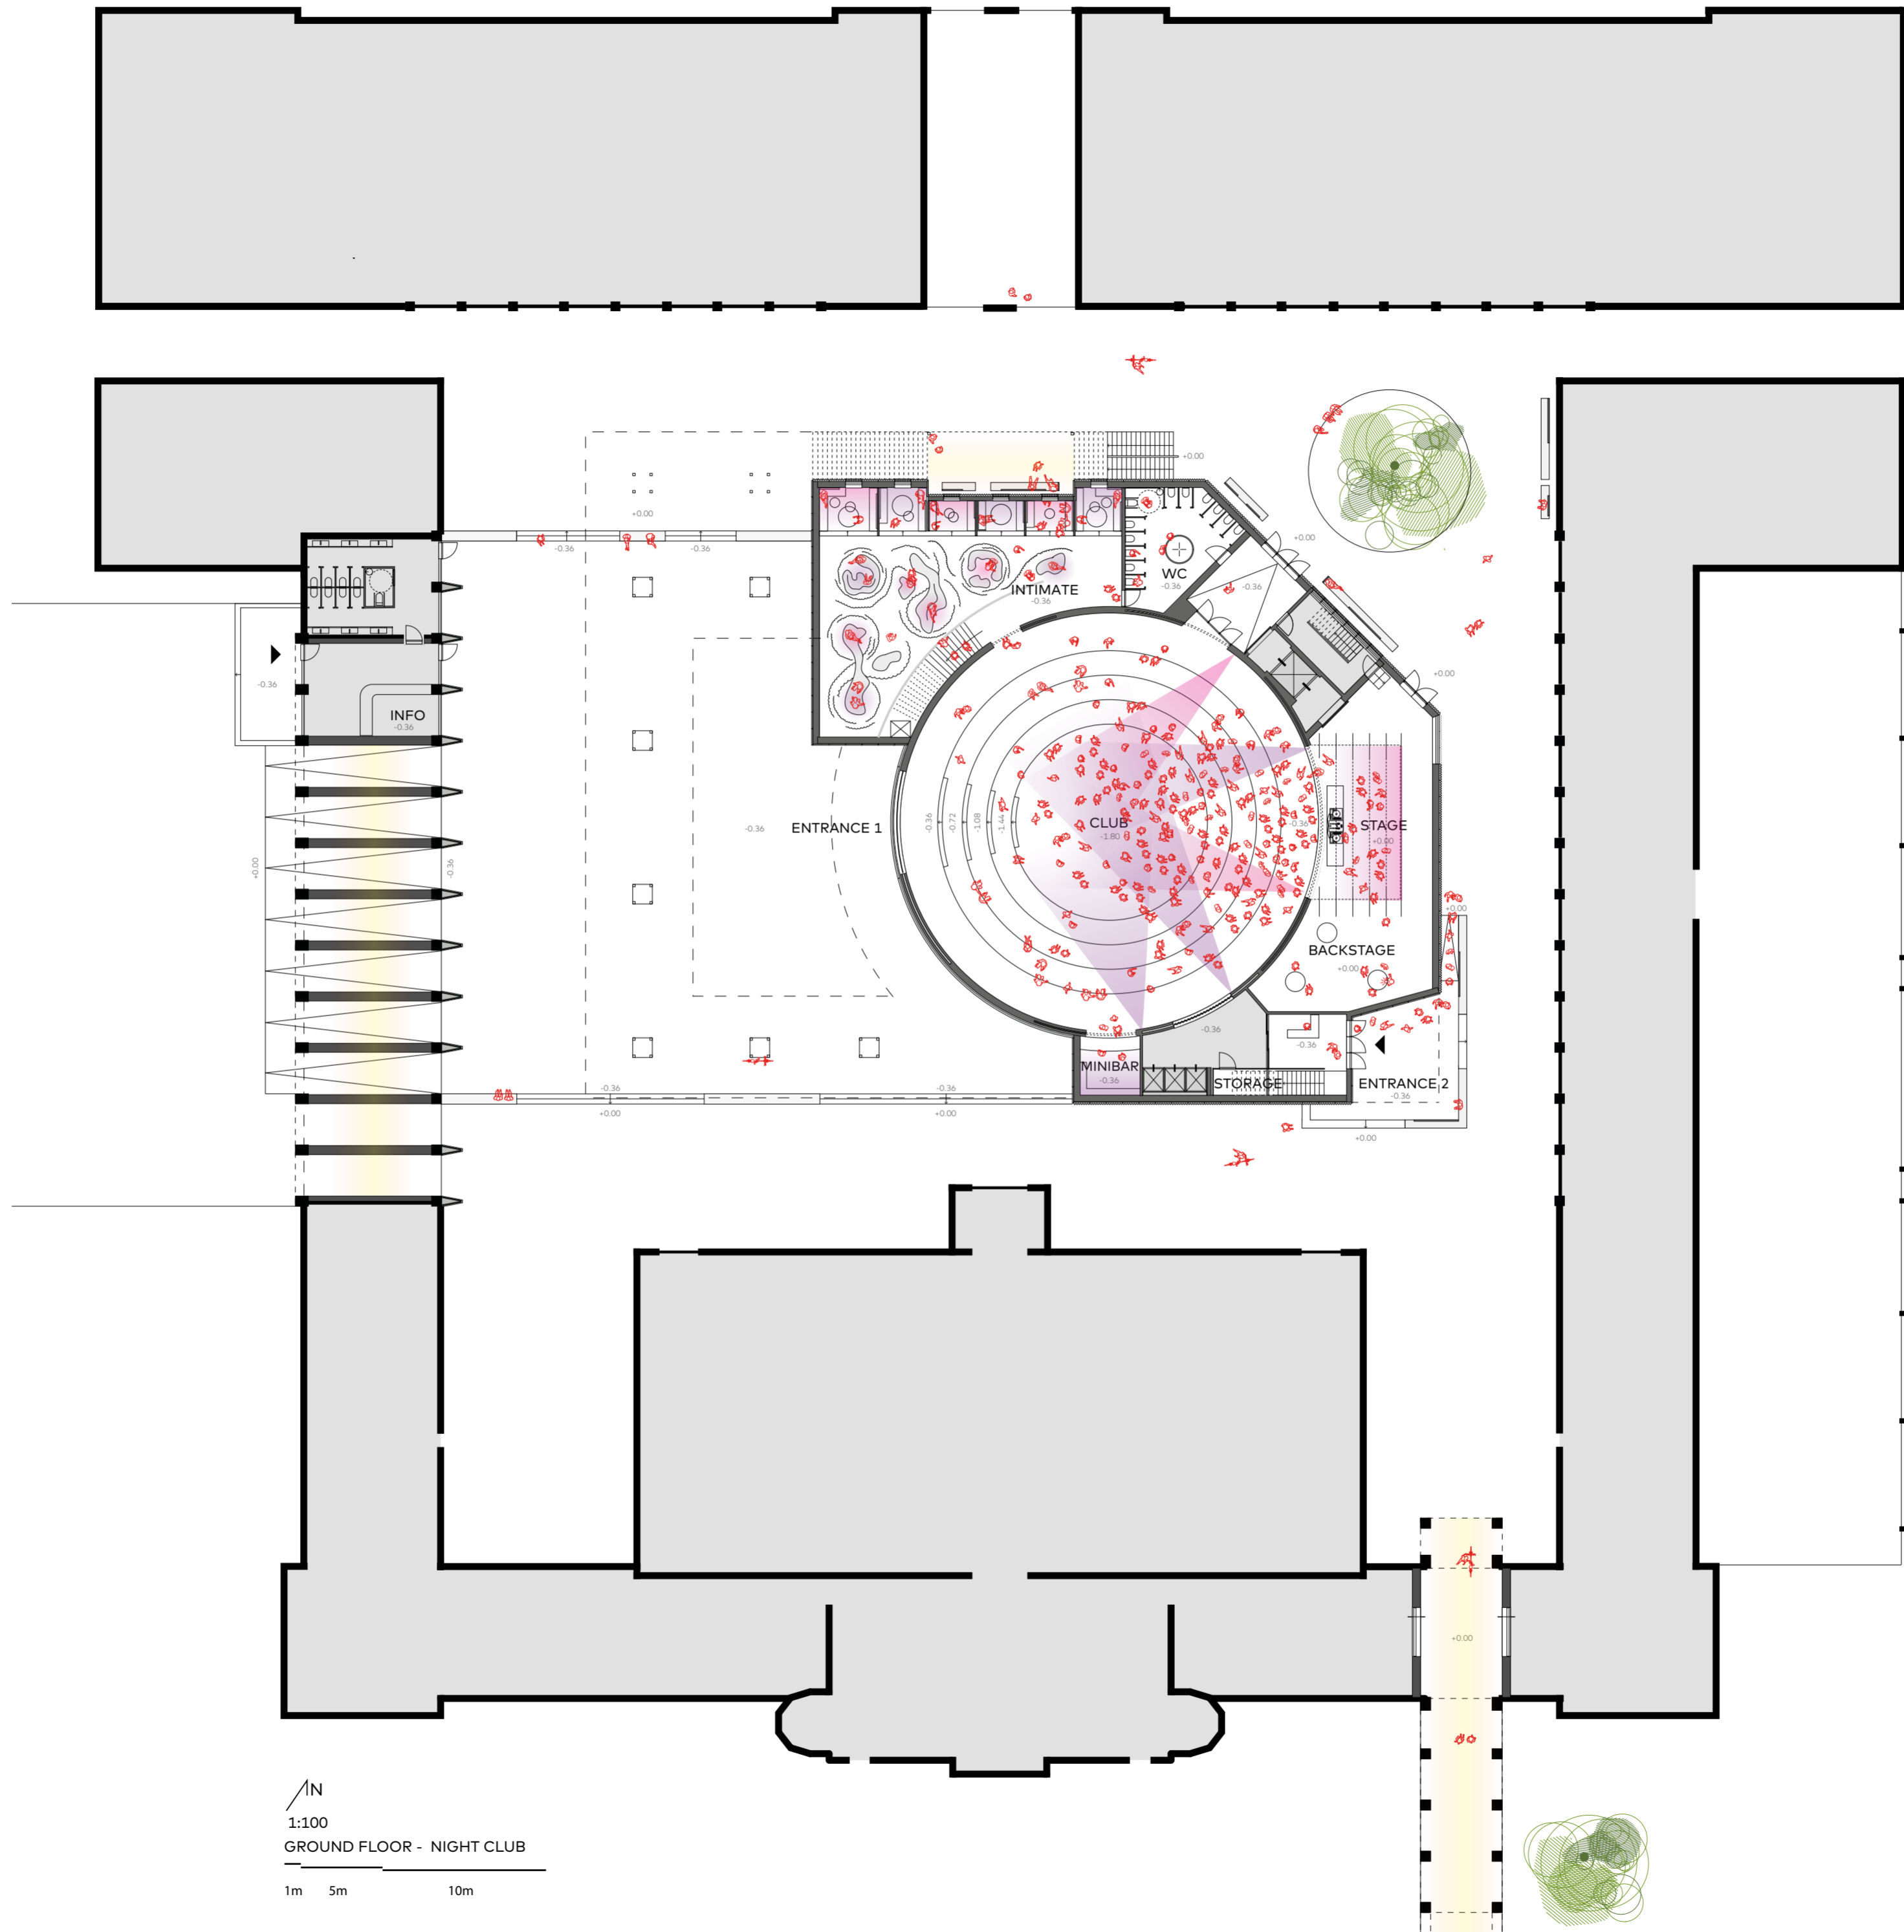 +0.00
+0.00
-0.36
-0.36
+0.00
WC
-0.36
-0.36
INTIMATE
-0.36
+0.00
-0.36
INFO
-0.36
ENTRANCE 1
-0.36
-0.36
-0.72
-1.08
-1.44
CLUB
-1.80
-0.36
STAGE
+0.00
+0.00
-0.36
+0.00
BACKSTAGE
+0.00
-0.36
-0.36
MINIBAR
-0.36
STORAGE
ENTRANCE 2
-0.36
-0.36
-0.36
+0.00
+0.00
+0.00
+0.00
N
1:100
GROUND FLOOR - NIGHT CLUB
1m 5m 10m